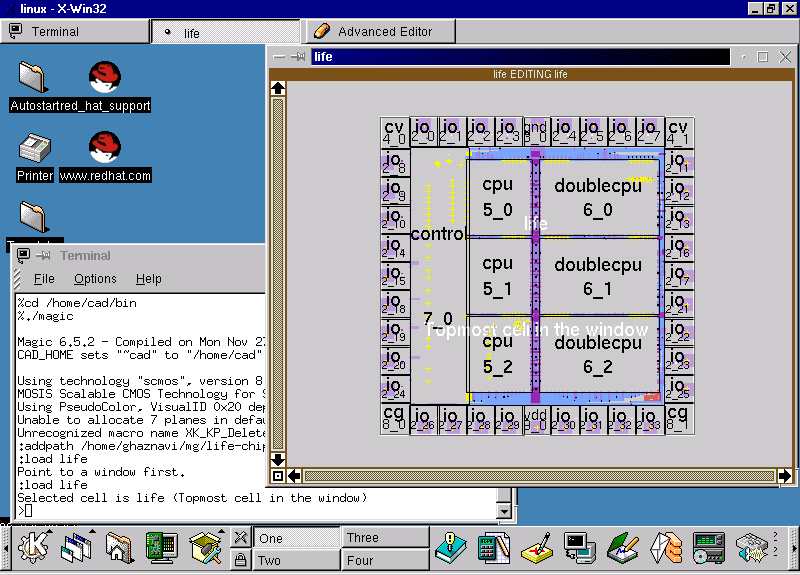 linux - X-Win32
Terminal
life
Advanced Editor
life
life EDITING life
Autostart
red_hat_support
Printer
www.redhat.com
cv io io io io gnd io io io io cv
4_0 2_0 2_1 2_2 2_3 2_4 2_5 2_6 2_7 4_1
io
2_8
io
2_9
io
2_10
io
2_14
io
2_15
io
2_18
io
2_19
io
2_20
io
2_24
control
7_0
cpu
5_0
doublecpu
6_0
life
cpu
5_1
doublecpu
6_1
Topmost cell in the window
cpu
5_2
doublecpu
6_2
io
2_11
io
2_12
io
2_13
io
2_16
io
2_17
io
2_21
io
2_22
io
2_23
io
2_25
cg io io io io vdd io io io io cg
8_0 2_26 2_27 2_28 2_29 9_0 2_30 2_31 2_32 2_33
Terminal
File Options Help
%cd /home/cad/bin
%./magic
Magic 6.5.2 - Compiled on Mon Nov 27
CAD_HOME sets "~cad" to "/home/cad"
Using technology "scmos", version 8
MOSIS Scalable CMOS Technology for S
Using PseudoColor, VisualID 0x20 dep
Unable to allocate 7 planes in defau
Unrecognized macro name XK_KP_Delete
:addpath /home/ghaznavi/mg/life-chip
:load life
Point to a window first.
:load life
Selected cell is life (Topmost cell in the window)
>
One
Three
Two
Four